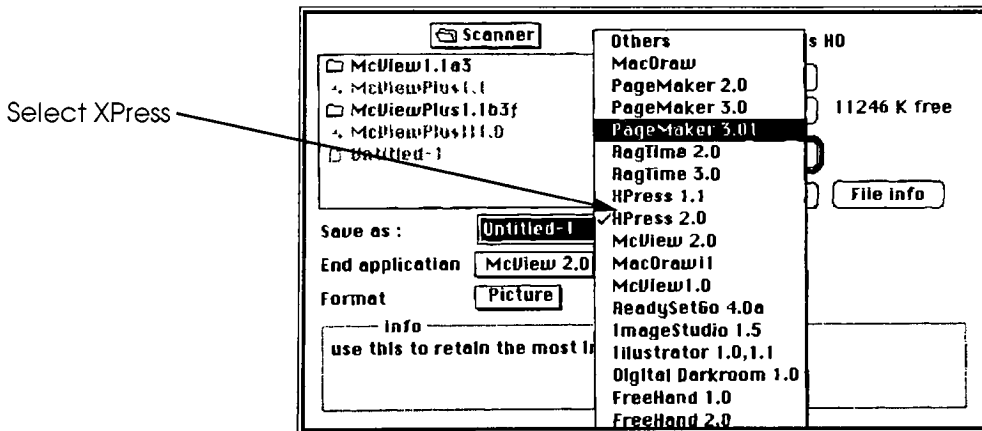 Select XPress
Scanner
McView1.1a3
McViewPlus1.1
McViewPlus1.1b3f
McViewPlus111.0
Untitled-1
Save as :
Untitled-1
End application
McView 2.0
Format
Picture
Info
use this to retain the most
Others
MacDraw
PageMaker 2.0
PageMaker 3.0
PageMaker 3.01
RagTime 2.0
RagTime 3.0
XPress 1.1
✓XPress 2.0
McView 2.0
MacDrawII
McView1.0
ReadySetGo 4.0a
ImageStudio 1.5
Illustrator 1.0,1.1
Digital Darkroom 1.0
FreeHand 1.0
FreeHand 2.0
s HD
11246 K free
File info